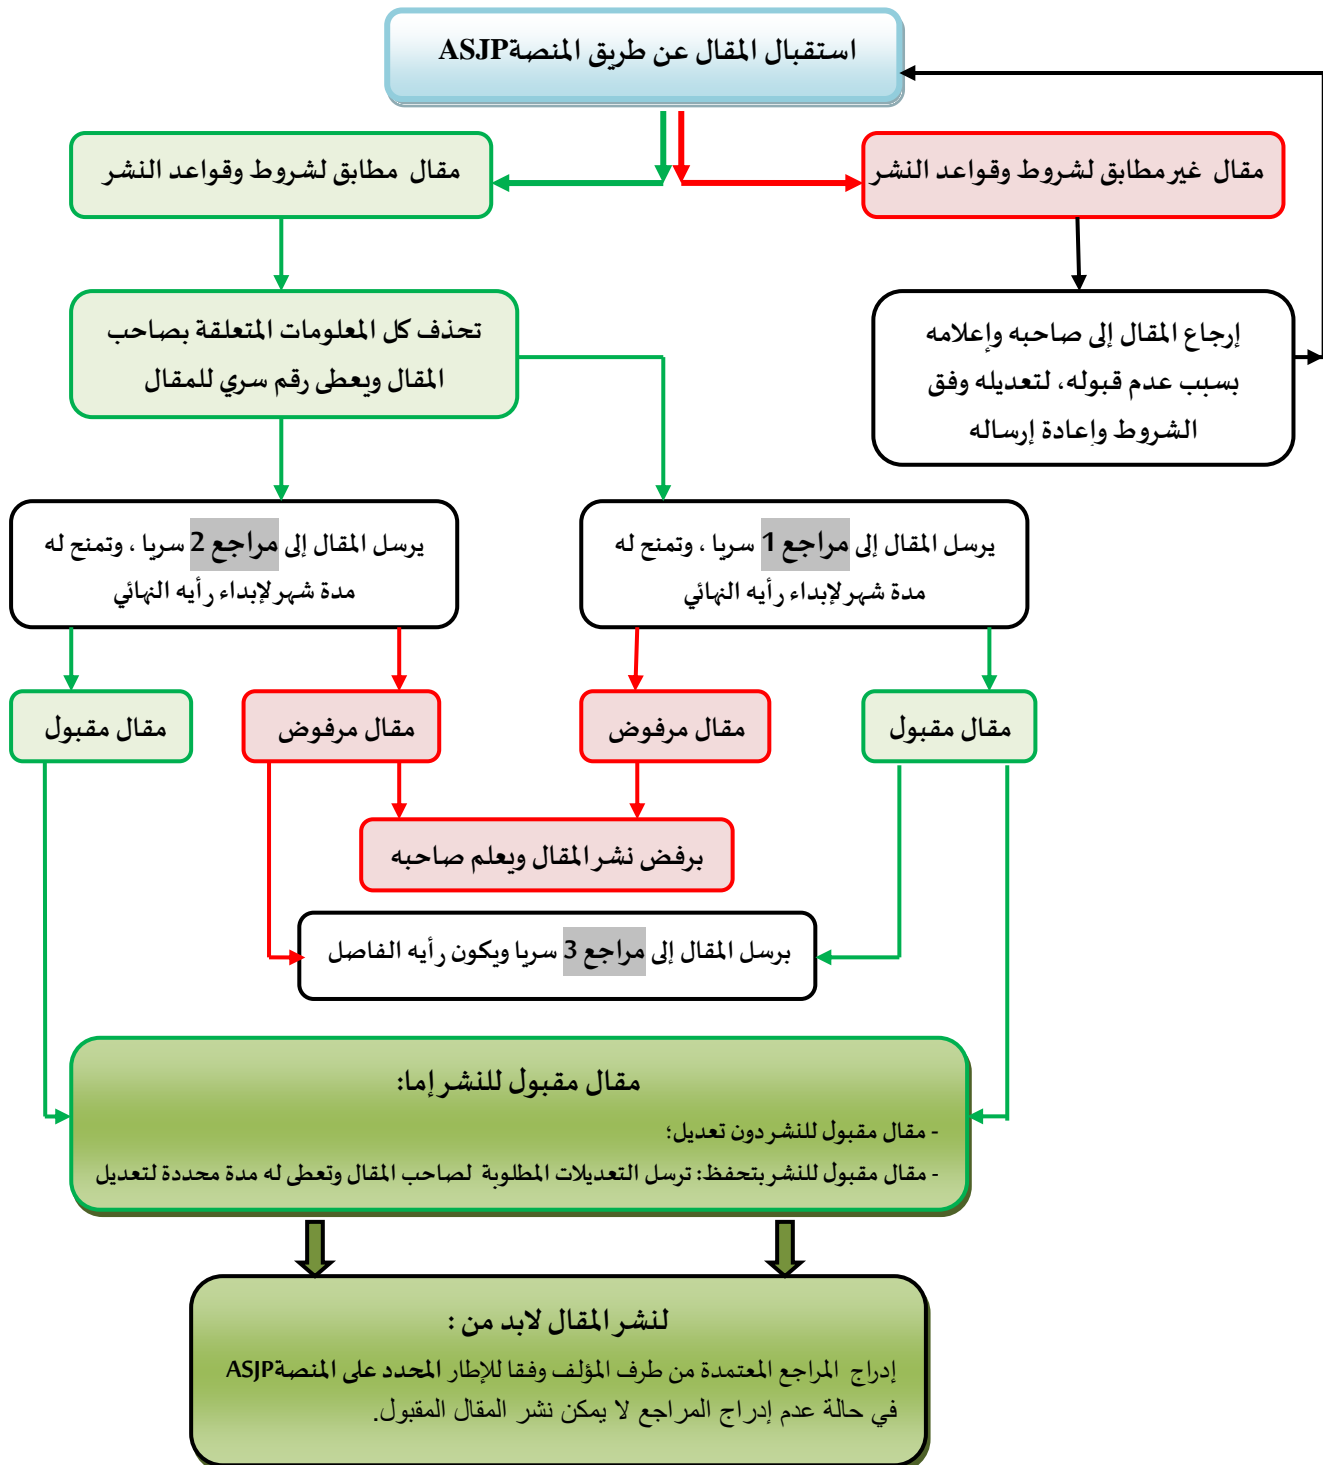 استقبال المقال عن طريق المنصةASJP
مقال غير مطابق لشروط وقواعد النشر
مقال مطابق لشروط وقواعد النشر
إرجاع المقال إلى صاحبه وإعلامه
بسبب عدم قبوله، لتعديله وفق
الشروط وإعادة إرساله
تحذف كل المعلومات المتعلقة بصاحب
المقال ويعطى رقم سري للمقال
يرسل المقال إلى مراجع 1 سريا ، وتمنح له
مدة شهر لإبداء رأيه النهائي
يرسل المقال إلى مراجع 2 سريا ، وتمنح له
مدة شهر لإبداء رأيه النهائي
مقال مقبول
مقال مرفوض
مقال مرفوض
مقال مقبول
يرفض نشر المقال ويعلم صاحبه
يرسل المقال إلى مراجع 3 سريا ويكون رأيه الفاصل
مقال مقبول للنشر إما:
- مقال مقبول للنشر دون تعديل؛
- مقال مقبول للنشر بتحفظ: ترسل التعديلات المطلوبة لصاحب المقال وتعطى له مدة محددة لتعديل
لنشر المقال لابد من :
إدراج المراجع المعتمدة من طرف المؤلف وفقا للإطار المحدد على المنصةASJP
في حالة عدم إدراج المراجع لا يمكن نشر المقال المقبول.